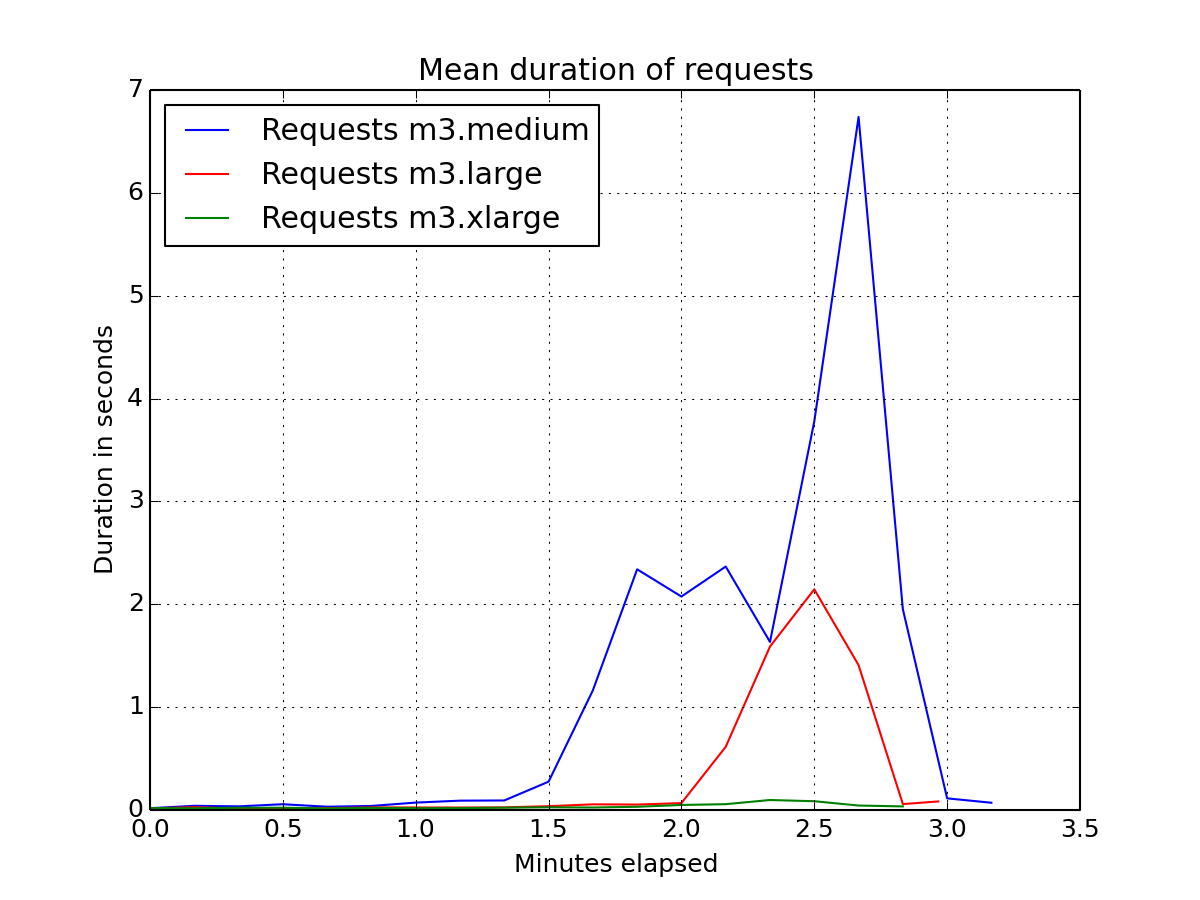 Mean duration of requests
7
Requests m3.medium
Requests m3.large
Requests m3.xlarge
6
5
4
3
2
1
0
Duration in seconds
0.0 0.5 1.0 1.5 2.0 2.5 3.0 3.5
Minutes elapsed